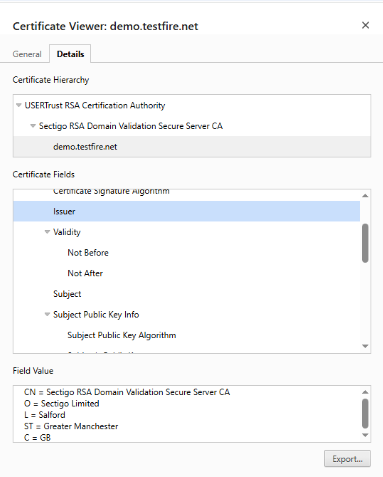 Certificate Viewer: demo.testfire.net
General Details
Certificate Hierarchy
USERTrust RSA Certification Authority
Sectigo RSA Domain Validation Secure Server CA
demo.testfire.net
Certificate Fields
Certificate Signature Algorithm
Issuer
Validity
Not Before
Not After
Subject
Subject Public Key Info
Subject Public Key Algorithm
Field Value
CN = Sectigo RSA Domain Validation Secure Server CA
O = Sectigo Limited
L = Salford
ST = Greater Manchester
C = GB
Export...